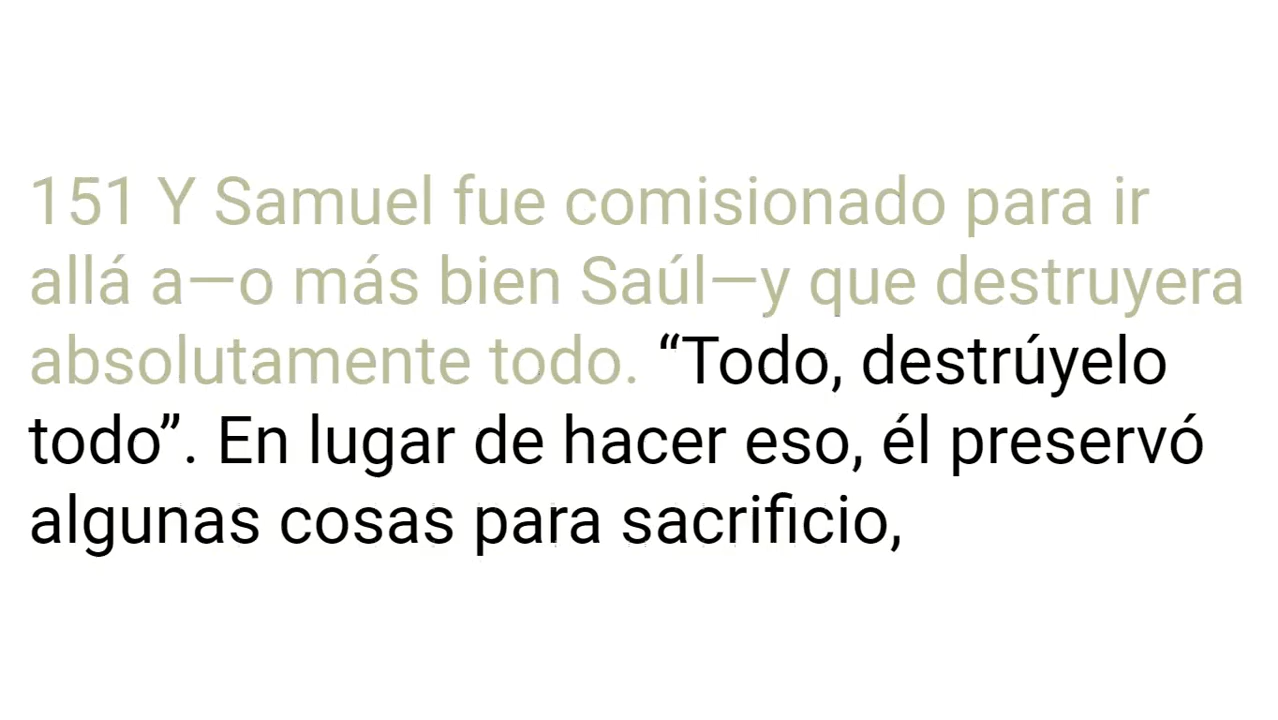 151 Y Samuel fue comisionado para ir
allá a—o más bien Saúl—y que destruyera
absolutamente todo. “Todo, destrúyelo
todo”. En lugar de hacer eso, él preservó
algunas cosas para sacrificio,